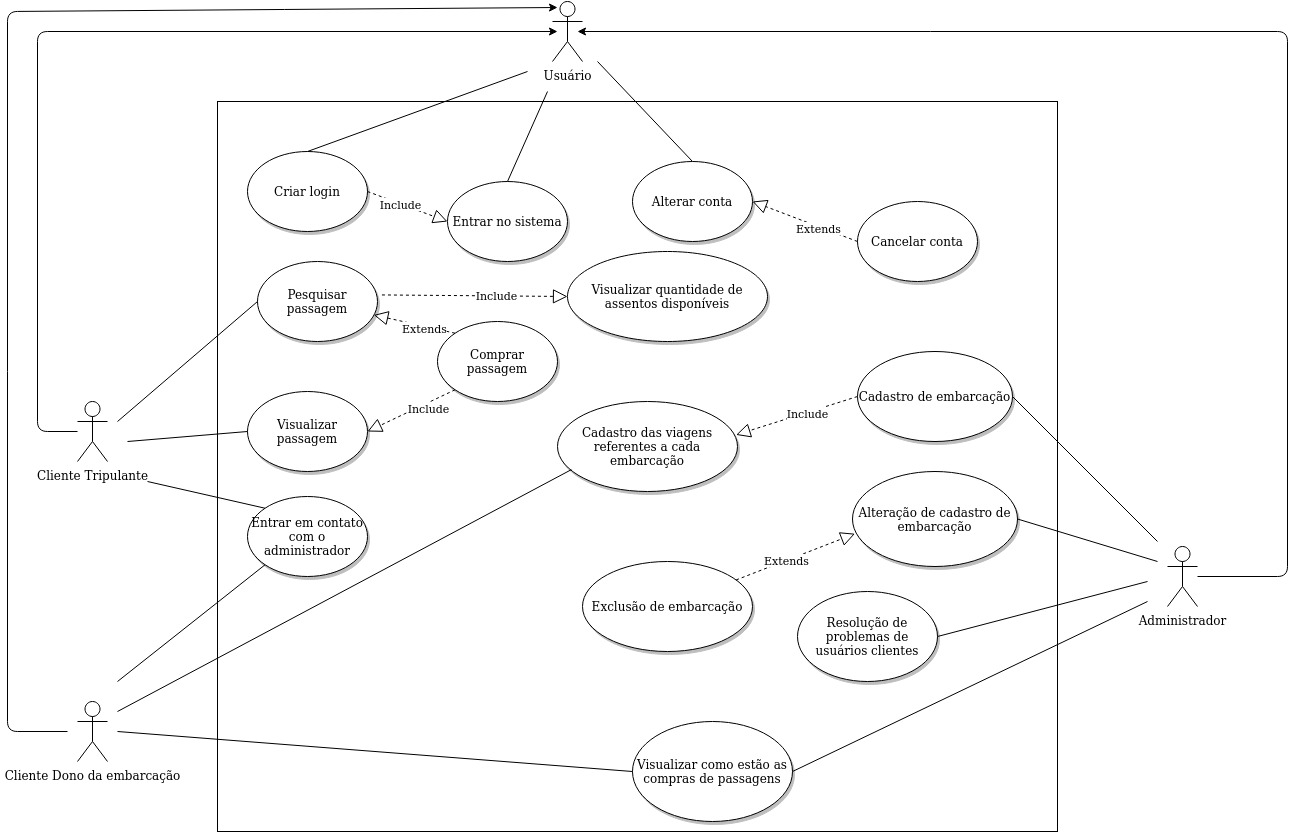 Usuário
Criar login
Include
Entrar no sistema
Alterar conta
Extends
Cancelar conta
Pesquisar
passagem
Include
Visualizar quantidade de
assentos disponíveis
Extends
Comprar
passagem
Include
Visualizar
passagem
Cadastro de embarcação
Include
Cadastro das viagens
referentes a cada
embarcação
Cliente Tripulante
Entrar em contato
com o
administrador
Alteração de cadastro de
embarcação
Extends
Exclusão de embarcação
Resolução de
problemas de
usuários clientes
Administrador
Cliente Dono da embarcação
Visualizar como estão as
compras de passagens